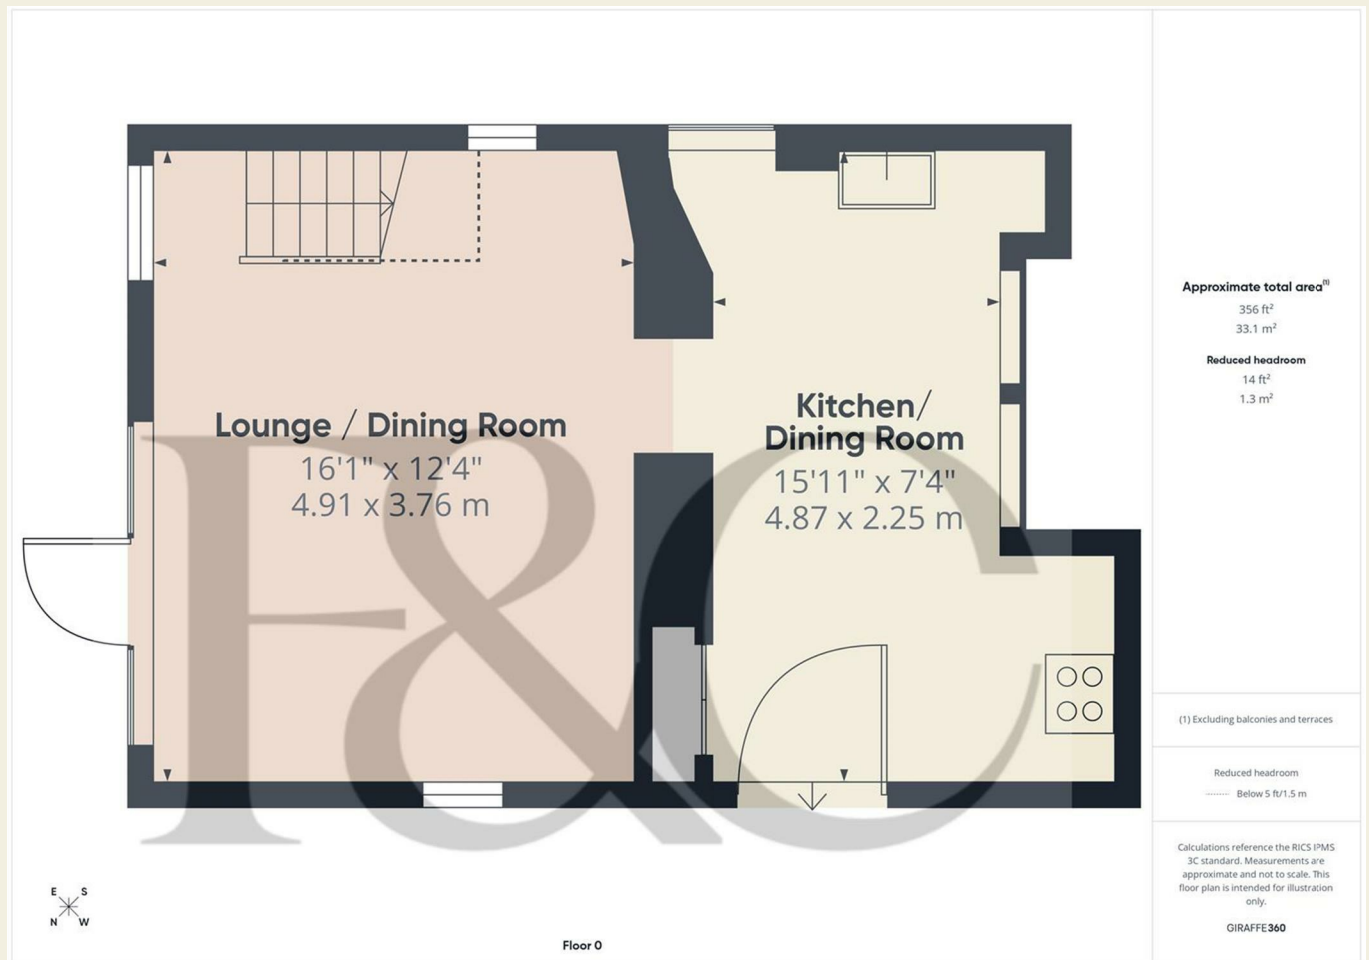 Lounge / Dining Room
16'1" x 12'4"
4.91 x 3.76 m
Kitchen/
Dining Room
15'11" x 7'4"
4.87 x 2.25 m
F&C
E S
N W
Floor 0
Approximate total area(1)
356 ft²
33.1 m²
Reduced headroom
14 ft²
1.3 m²
(1) Excluding balconies and terraces
Reduced headroom
Below 5 ft/1.5 m
Calculations reference the RICS IPMS
3C standard. Measurements are
approximate and not to scale. This
floor plan is intended for illustration
only.
GIRAFFE360